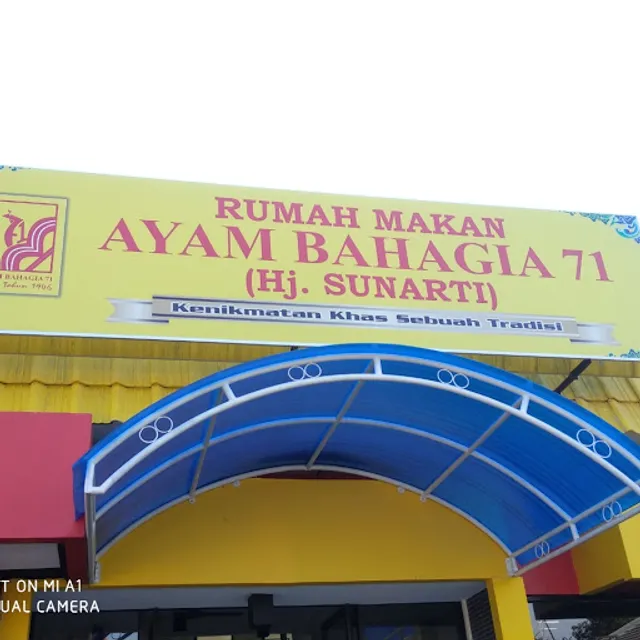 RUMAH MAKAN
AYAM BAHAGIA 71
(Hj. SUNARTI)
Kenikmatan Khas Sebuah Tradisi
BAHAGIA 71
T ON MI A1
UAL CAMERA